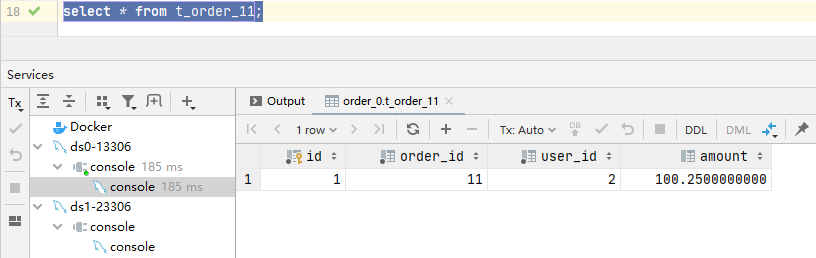 18 select * from t_order_11;
Services
Tx
Docker
ds0-13306
console 185 ms
console 185 ms
ds1-23306
console
console
Output order_0.t_order_11
1 row Tx: Auto DB DDL DML
id order_id user_id amount
1 1 11 2 100.2500000000